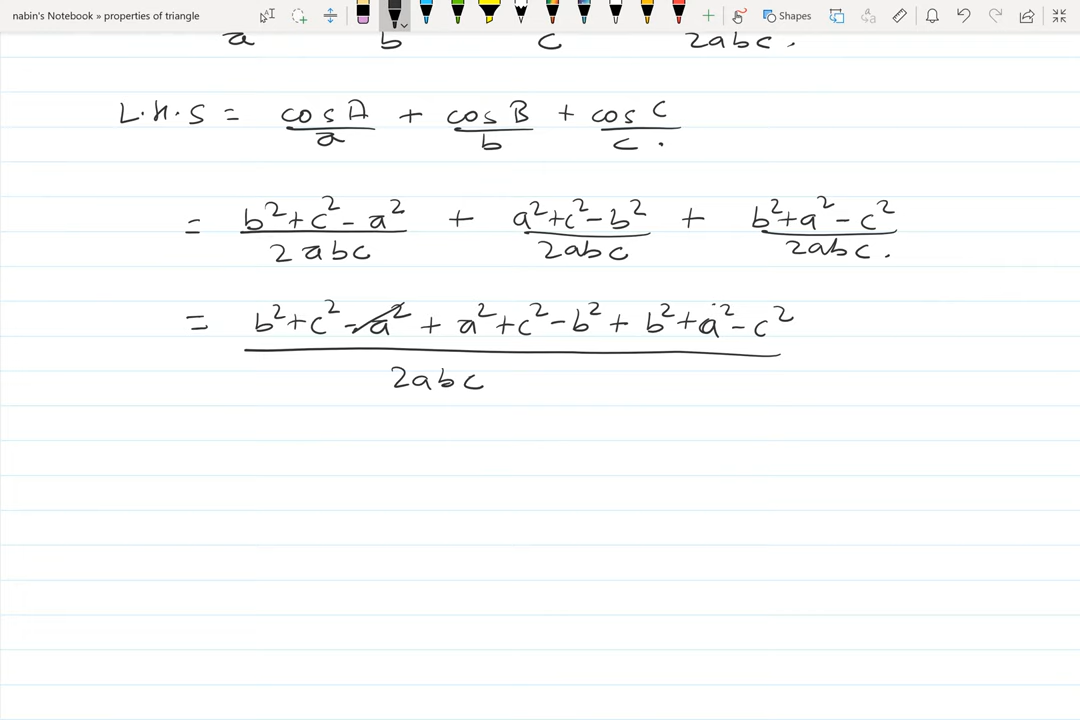 nabin's Notebook » properties of triangle
Shapes
a b c 2abc.
L.H.S = cos A/a + cos B/b + cos C/c.
= b²+c²-a²/2abc + a²+c²-b²/2abc + b²+a²-c²/2abc.
= b²+c²-a²+a²+c²-b²+b²+a²-c²
2abc